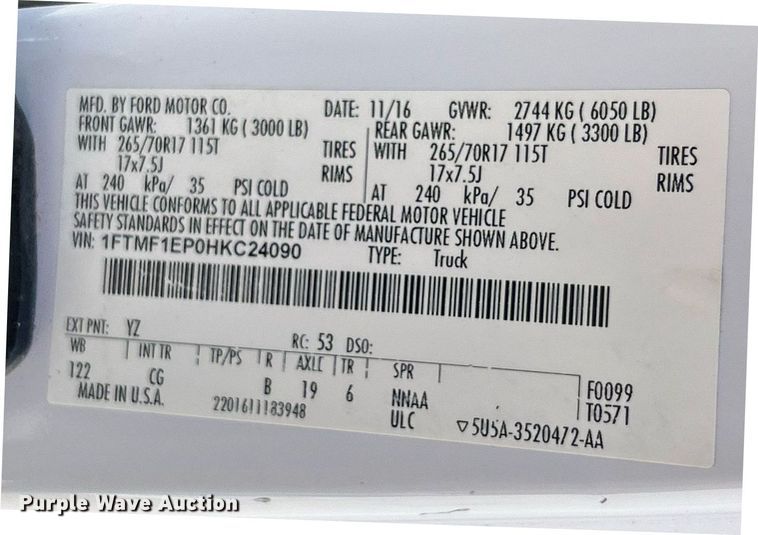 MFD. BY FORD MOTOR CO. DATE: 11/16 GVWR: 2744 KG ( 6050 LB)
FRONT GAWR: 1361 KG ( 3000 LB) REAR GAWR: 1497 KG ( 3300 LB)
WITH 265/70R17 115T TIRES WITH 265/70R17 115T TIRES
17x7.5J RIMS 17x7.5J RIMS
AT 240 kPa/ 35 PSI COLD AT 240 kPa/ 35 PSI COLD
THIS VEHICLE CONFORMS TO ALL APPLICABLE FEDERAL MOTOR VEHICLE
SAFETY STANDARDS IN EFFECT ON THE DATE OF MANUFACTURE SHOWN ABOVE.
VIN: 1FTMF1EP0HKC24090 TYPE: Truck
EXT PNT: YZ RC: 53 DSO:
WB INT TR TP/PS R AXLE TR SPR
122 CG B 19 6 NNAA F0099
MADE IN U.S.A. 2201611183948 ULC T0571
5U5A-3520472-AA
Purple Wave Auction